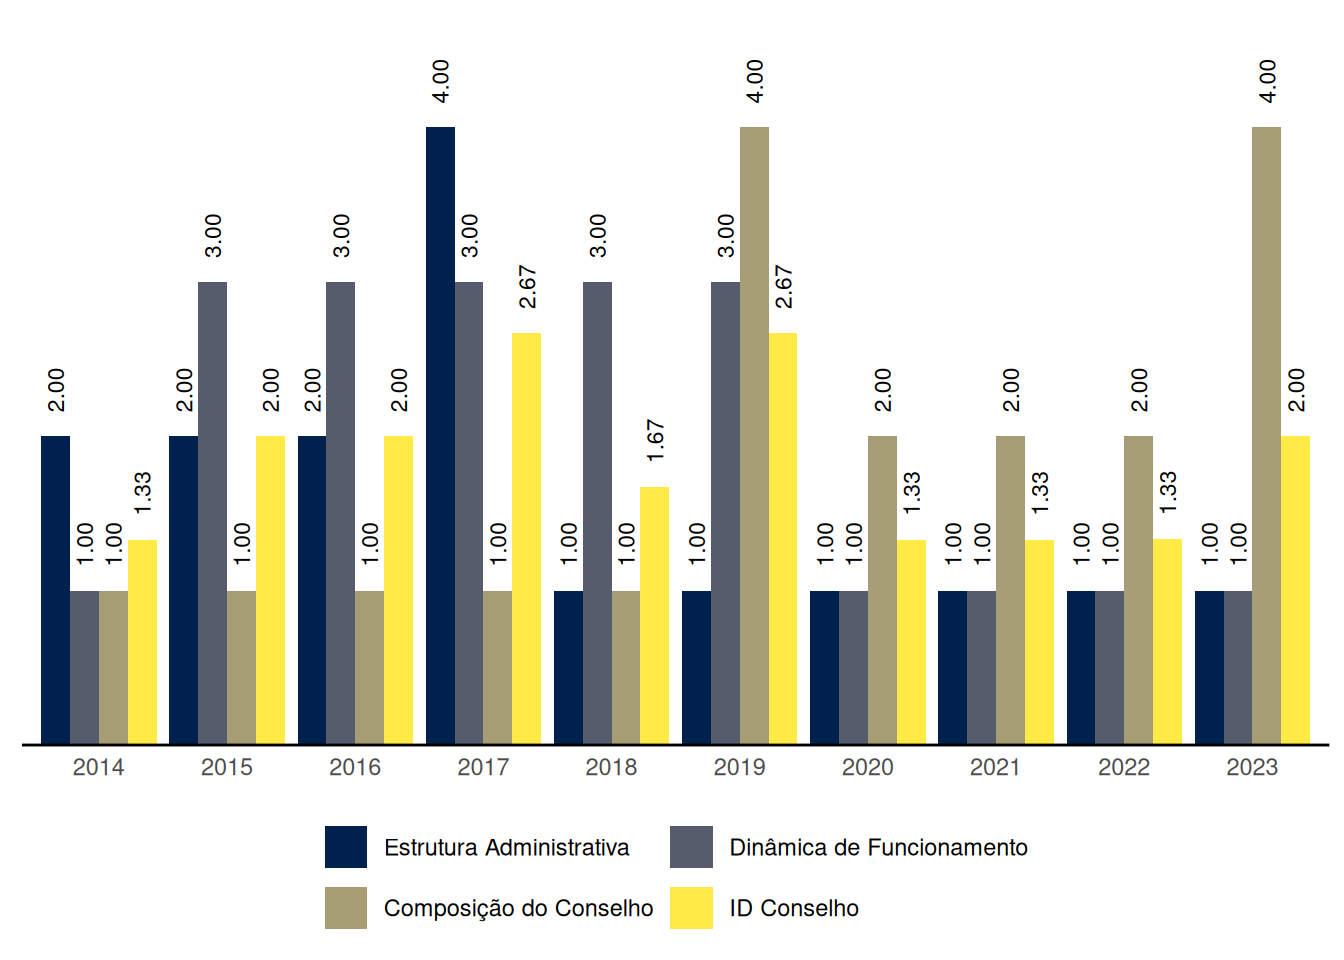 2.00 1.00 1.00 1.33 2.00 3.00 1.00 2.00 2.00 3.00 1.00 2.00 4.00 3.00 1.00 2.67 1.00 3.00 1.00 1.67 1.00 3.00 4.00 2.67 1.00 1.00 2.00 1.33 1.00 1.00 2.00 1.33 1.00 1.00 2.00 1.33 1.00 1.00 4.00 2.00
2014 2015 2016 2017 2018 2019 2020 2021 2022 2023
Estrutura Administrativa Dinâmica de Funcionamento
Composição do Conselho ID Conselho